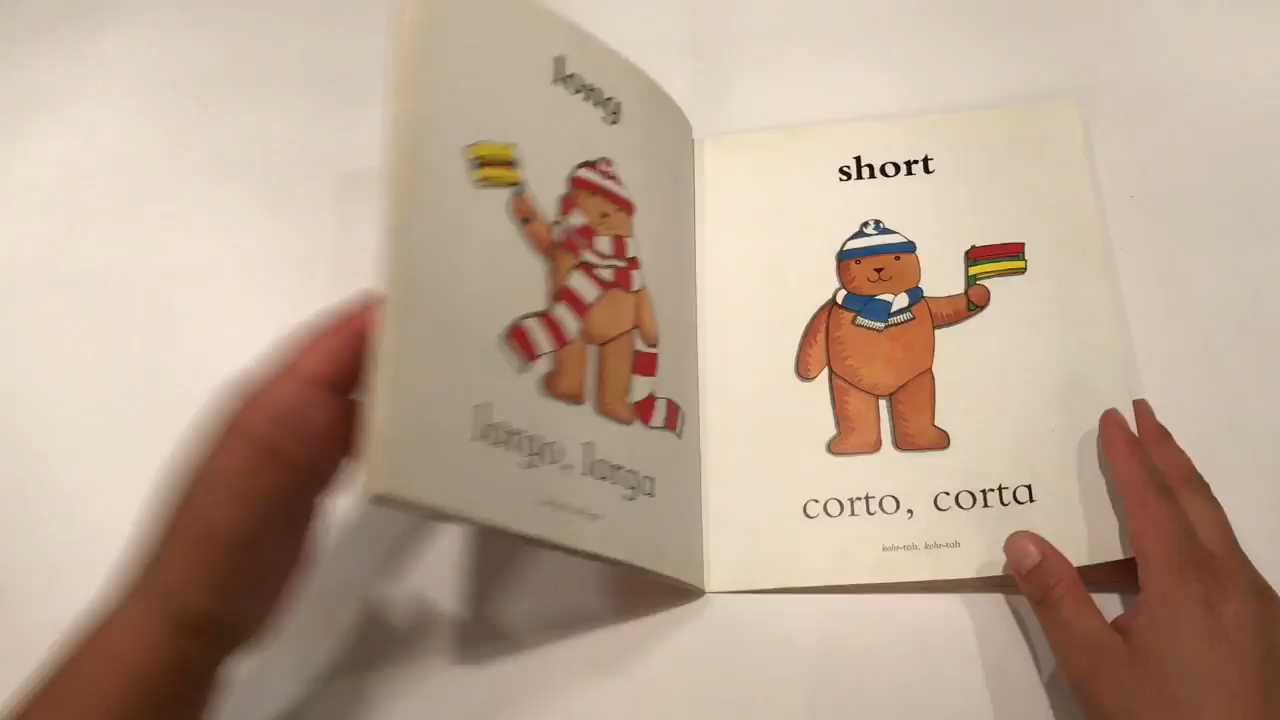 long
largo, larga
short
corto, corta
kohr-toh, kohr-tah